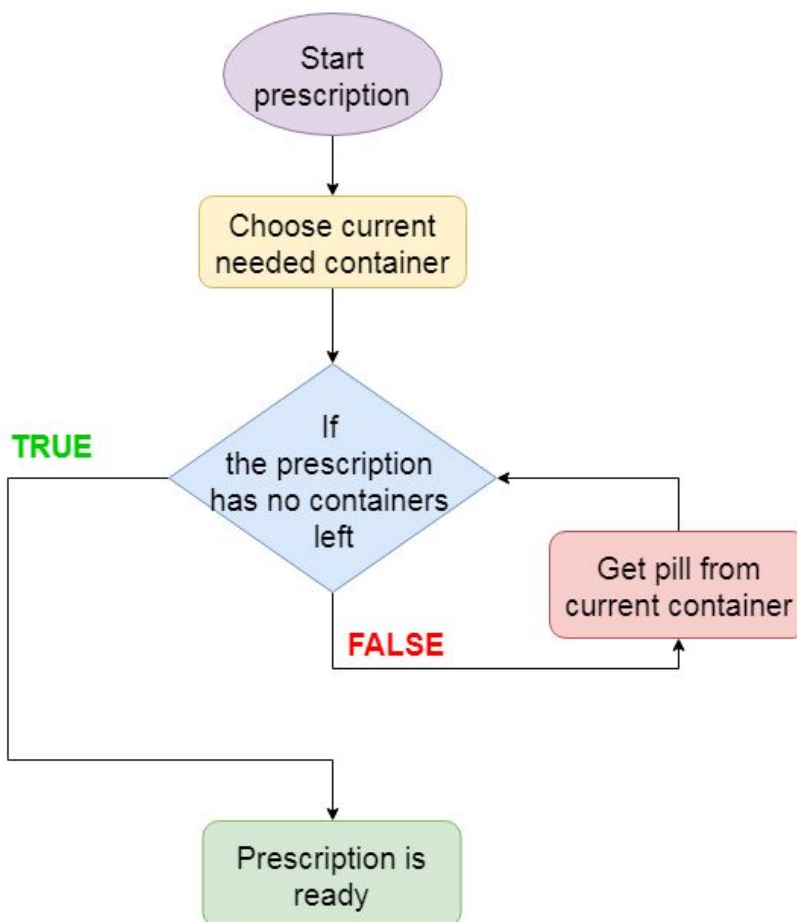 Start
prescription
Choose current
needed container
If
the prescription
has no containers
left
TRUE
FALSE
Get pill from
current container
Prescription is
ready